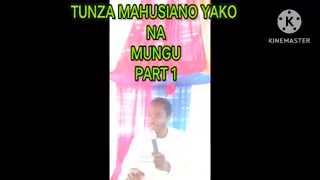 TUNZA MAHUSIANO YAKO
NA
MUNGU
PART 1
KINEMASTER